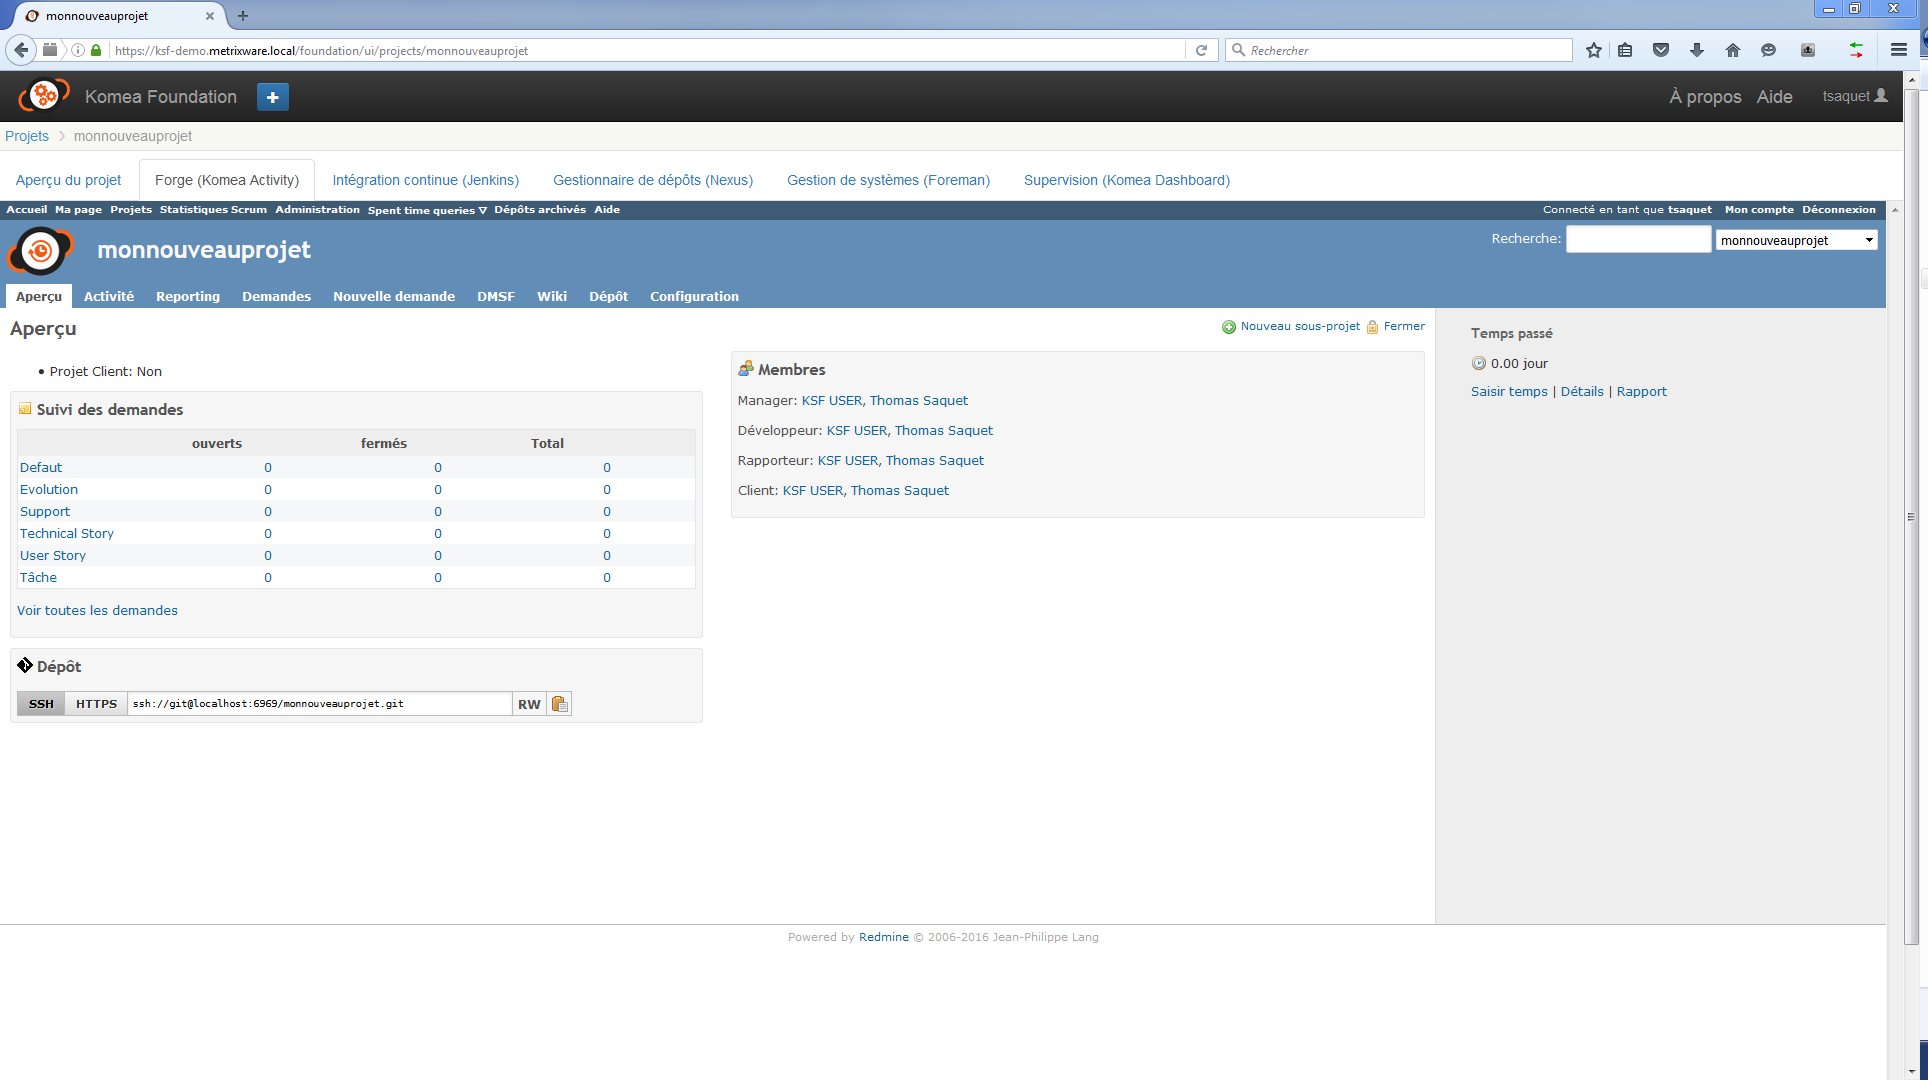 monnouveauprojet
https://ksf-demo.metrixware.local/foundation/ui/projects/monnouveauprojet
Rechercher
Komea Foundation
À propos Aide tsaquet
Projets monnouveauprojet
Aperçu du projet Forge (Komea Activity) Intégration continue (Jenkins) Gestionnaire de dépôts (Nexus) Gestion de systèmes (Foreman) Supervision (Komea Dashboard)
Accueil Ma page Projets Statistiques Scrum Administration Spent time queries ∇ Dépôts archivés Aide Connecté en tant que tsaquet Mon compte Déconnexion
monnouveauprojet
Recherche: monnouveauprojet
Aperçu Activité Reporting Demandes Nouvelle demande DMSF Wiki Dépôt Configuration
Aperçu
Nouveau sous-projet Fermer
• Projet Client: Non
Suivi des demandes
ouverts fermés Total
Defaut 0 0 0
Evolution 0 0 0
Support 0 0 0
Technical Story 0 0 0
User Story 0 0 0
Tâche 0 0 0
Voir toutes les demandes
Dépôt
SSH HTTPS ssh://git@localhost:6969/monnouveauprojet.git RW
Membres
Manager: KSF USER, Thomas Saquet
Développeur: KSF USER, Thomas Saquet
Rapporteur: KSF USER, Thomas Saquet
Client: KSF USER, Thomas Saquet
Temps passé
0.00 jour
Saisir temps | Détails | Rapport
Powered by Redmine © 2006-2016 Jean-Philippe Lang